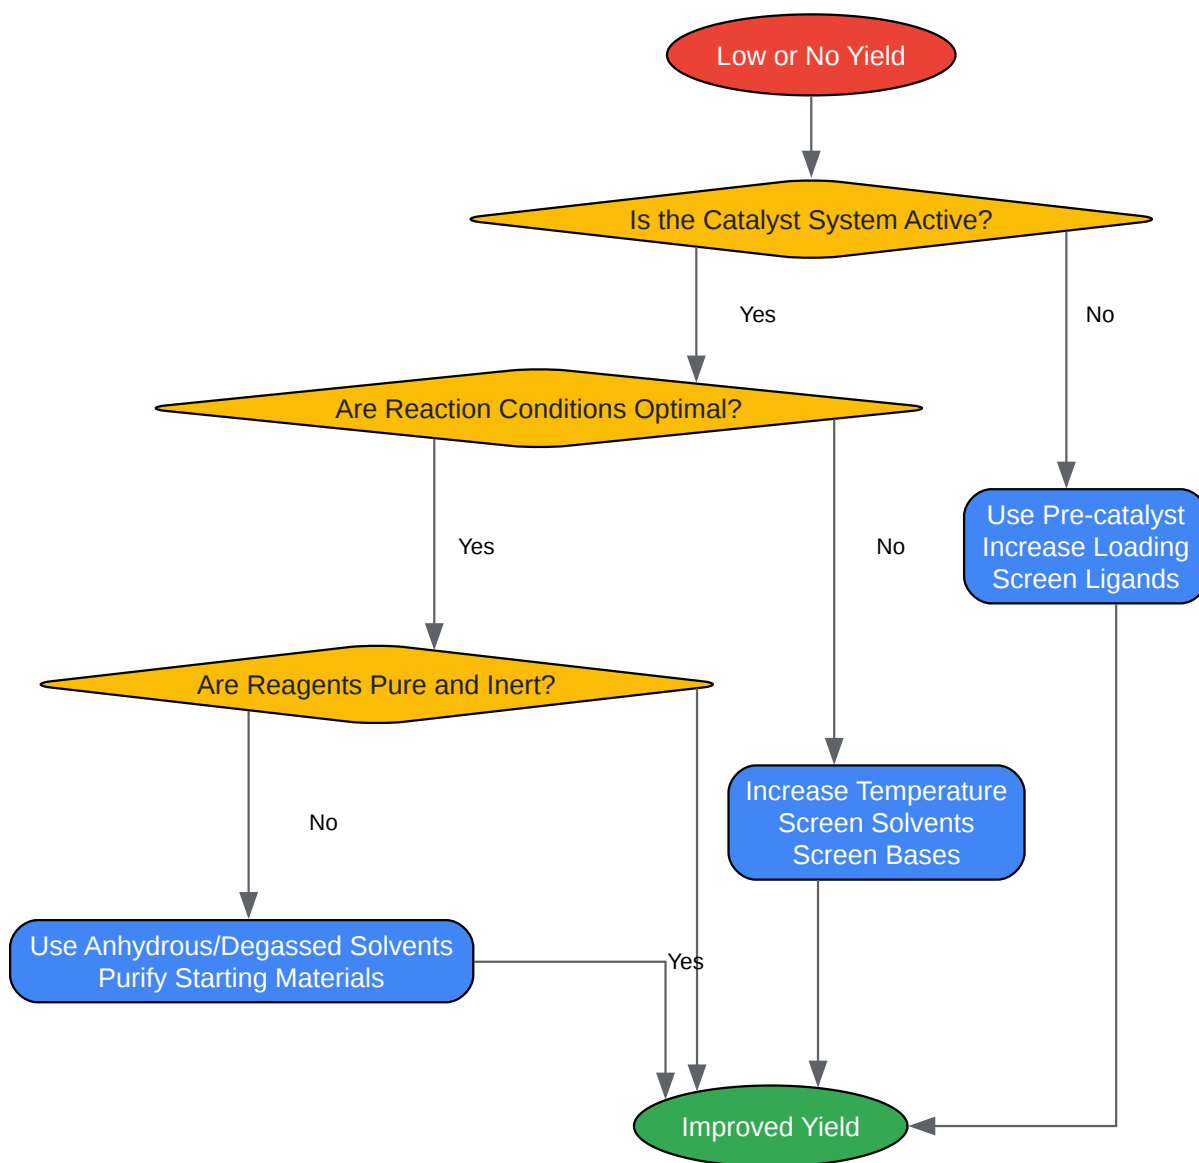 Low or No Yield
Is the Catalyst System Active?
Yes
No
Are Reaction Conditions Optimal?
Use Pre-catalyst
Increase Loading
Screen Ligands
Yes
No
Are Reagents Pure and Inert?
Increase Temperature
Screen Solvents
Screen Bases
No
Use Anhydrous/Degassed Solvents
Purify Starting Materials
Yes
Improved Yield